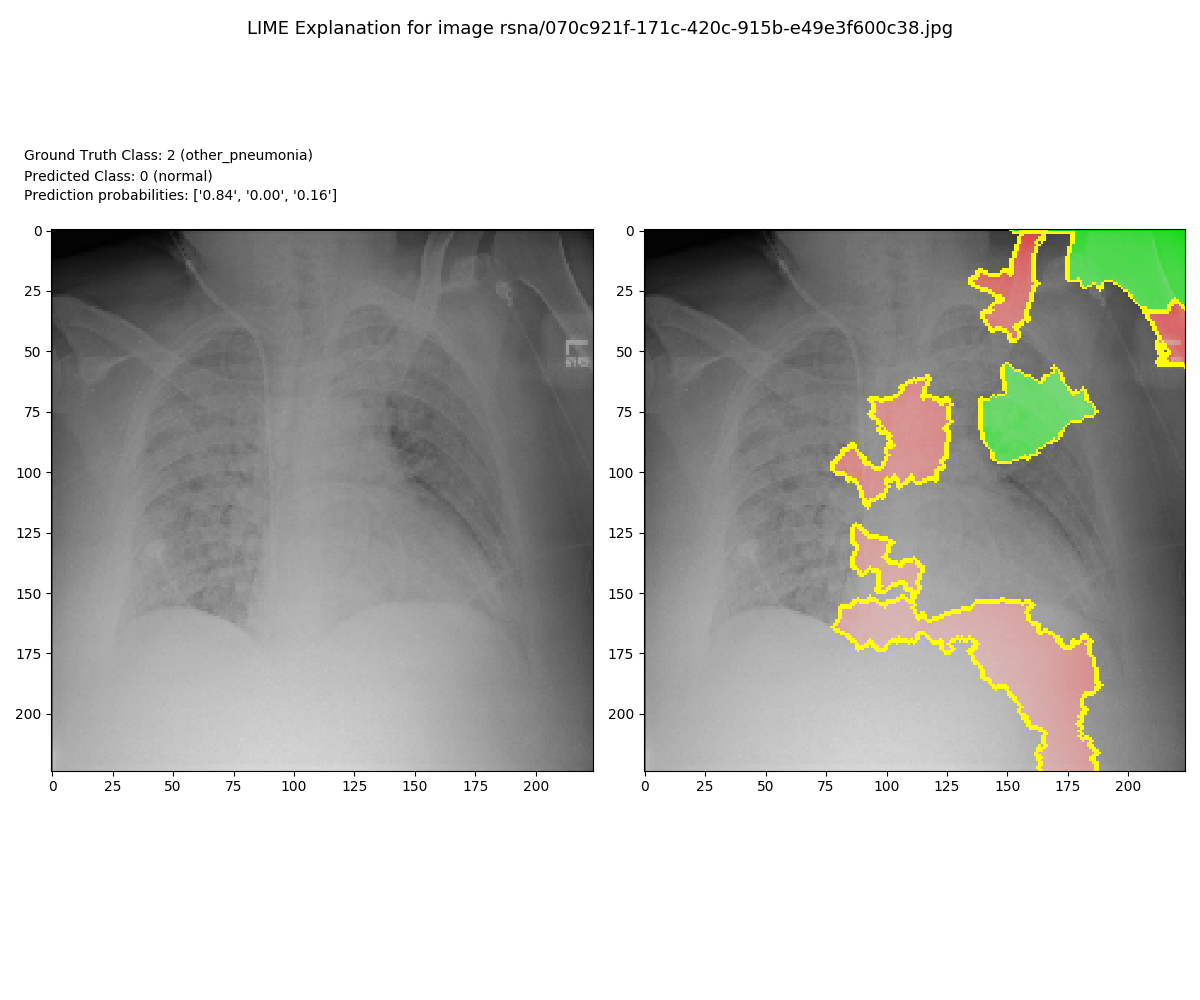 LIME Explanation for image rsna/070c921f-171c-420c-915b-e49e3f600c38.jpg
Ground Truth Class: 2 (other_pneumonia)
Predicted Class: 0 (normal)
Prediction probabilities: ['0.84', '0.00', '0.16']
0
25
50
75
100
125
150
175
200
0 25 50 75 100 125 150 175 200
L
0
25
50
75
100
125
150
175
200
0 25 50 75 100 125 150 175 200